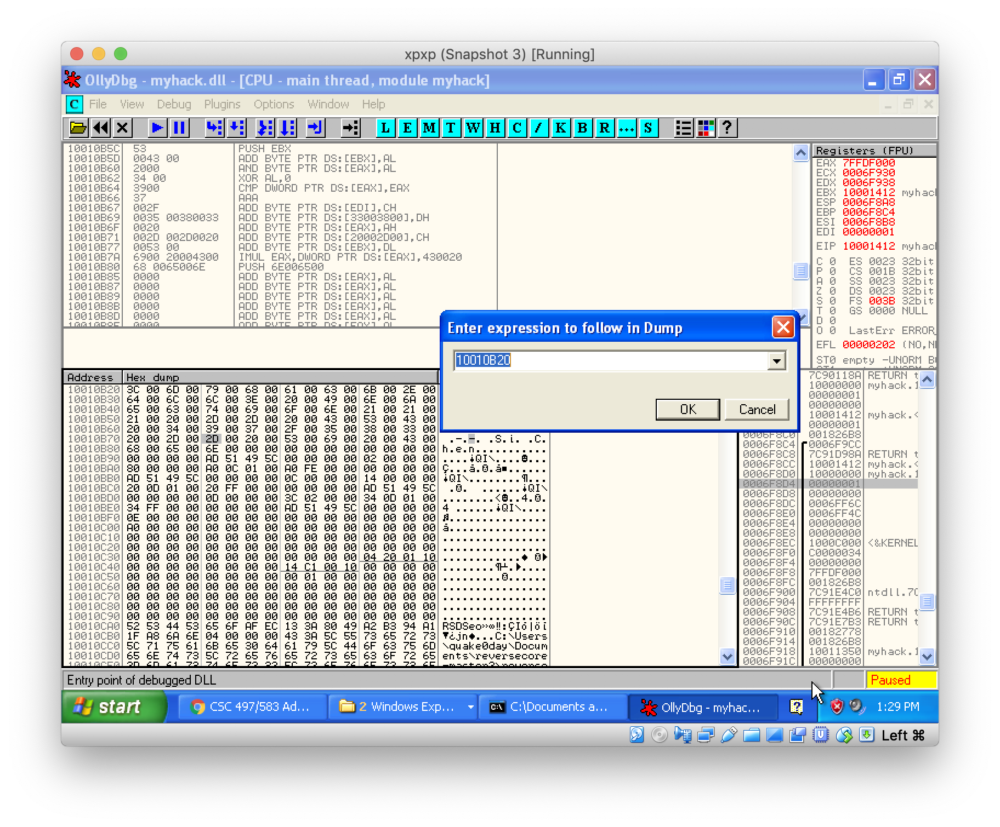 xpxp (Snapshot 3) [Running]
OllyDbg - myhack.dll - [CPU - main thread, module myhack]
C File View Debug Plugins Options Window Help
L E M T W H C / K B R ... S ?
10010B5C 53 PUSH EBX
10010B5D 0043 00 ADD BYTE PTR DS:[EBX],AL
10010B60 2000 AND BYTE PTR DS:[EAX],AL
10010B62 34 00 XOR AL,0
10010B64 3900 CMP DWORD PTR DS:[EAX],EAX
10010B66 37 AAA
10010B67 002F ADD BYTE PTR DS:[EDI],CH
10010B69 0035 00380033 ADD BYTE PTR DS:[33003800],DH
10010B6F 0020 ADD BYTE PTR DS:[EAX],AH
10010B71 002D 002D0020 ADD BYTE PTR DS:[20002D00],CH
10010B77 0053 00 ADD BYTE PTR DS:[EBX],DL
10010B7A 6900 20004300 IMUL EAX,DWORD PTR DS:[EAX],430020
10010B80 68 0065006E PUSH 6E006500
10010B85 0000 ADD BYTE PTR DS:[EAX],AL
10010B87 0000 ADD BYTE PTR DS:[EAX],AL
10010B89 0000 ADD BYTE PTR DS:[EAX],AL
10010B8B 0000 ADD BYTE PTR DS:[EAX],AL
10010B8D 0000 ADD BYTE PTR DS:[EAX],AL
Registers (FPU)
EAX 7FFDF000
ECX 0006F930
EDX 0006F938
EBX 10001412 myhac
ESP 0006F8A8
EBP 0006F8C4
ESI 0006F8B8
EDI 00000001
EIP 10001412 myhac
C 0 ES 0023 32bit
P 0 CS 001B 32bit
A 0 SS 0023 32bit
Z 0 DS 0023 32bit
S 0 FS 003B 32bit
T 0 GS 0000 NULL
D 0
O 0 LastErr ERROR_
EFL 00000202 (NO,N
ST0 empty -UNORM B
Enter expression to follow in Dump
10010B20
OK Cancel
Address Hex dump
10010B20 3C 00 6D 00 79 00 68 00 61 00 63 00 6B 00 2E 00
10010B30 64 00 6C 00 6C 00 3E 00 20 00 49 00 6E 00 6A 00
10010B40 65 00 63 00 74 00 69 00 6F 00 6E 00 21 00 21 00
10010B50 21 00 20 00 2D 00 2D 00 20 00 43 00 53 00 43 00
10010B60 20 00 34 00 39 00 37 00 2F 00 35 00 38 00 33 00
10010B70 20 00 2D 00 2D 00 20 00 53 00 69 00 20 00 43 00 .-.-. .S.i. .C.
10010B80 68 00 65 00 6E 00 00 00 00 00 00 00 00 00 00 00 h.e.n...........
10010B90 00 00 00 00 AD 51 49 5C 00 00 00 00 02 00 00 00
10010BA0 80 00 00 00 A0 0C 01 00 A0 FE 00 00 00 00 00 00
10010BB0 AD 51 49 5C 00 00 00 00 0C 00 00 00 14 00 00 00
10010BC0 20 0D 01 00 20 FF 00 00 00 00 00 00 AD 51 49 5C
10010BD0 00 00 00 00 0D 00 00 00 3C 02 00 00 34 0D 01 00
10010BE0 34 FF 00 00 00 00 00 00 AD 51 49 5C 00 00 00 00
10010BF0 0E 00 00 00 00 00 00 00 00 00 00 00 00 00 00 00
10010C00 A0 00 00 00 00 00 00 00 00 00 00 00 00 00 00 00
10010C10 00 00 00 00 00 00 00 00 00 00 00 00 00 00 00 00 ................
10010C20 00 00 00 00 00 00 00 00 00 00 00 00 00 00 00 00 ................
10010C30 00 00 00 00 00 00 00 00 00 00 00 00 04 20 01 10
10010C40 00 00 00 00 00 00 00 00 14 C1 00 10 00 00 00 00
10010C50 00 00 00 00 00 00 00 00 00 01 00 00 00 00 00 00
10010C60 00 00 00 00 00 00 00 00 00 00 00 00 00 00 00 00 ................
10010C70 00 00 00 00 00 00 00 00 00 00 00 00 00 00 00 00 ................
10010C80 00 00 00 00 00 00 00 00 00 00 00 00 00 00 00 00 ................
10010C90 00 00 00 00 00 00 00 00 00 00 00 00 00 00 00 00 ................
10010CA0 52 53 44 53 65 6F AF EC 13 3A 80 49 A2 B3 94 A1
10010CB0 1F A8 6A 6E 04 00 00 00 43 3A 5C 55 73 65 72 73
10010CC0 5C 71 75 61 6B 65 30 64 61 79 5C 44 6F 63 75 6D \quake0day\Docum
10010CD0 65 6E 74 73 5C 72 65 76 65 72 73 65 63 6F 72 65 ents\reversecore
7C90118A RETURN t
10000000 myhack.1
00000001
00000000
10001412 myhack.<
00000001
0006F8C0 001826B8
0006F8C4 0006F9CC
0006F8C8 7C91D98A RETURN t
0006F8CC 10001412 myhack.<
0006F8D0 10000000 myhack.1
0006F8D4 00000001
0006F8D8 00000000
0006F8DC 0006FF6C
0006F8E0 0006FF4C
0006F8E4 00000000
0006F8E8 00000000
0006F8EC 1000C000 <&KERNEL
0006F8F0 C0000034
0006F8F4 00000000
0006F8F8 7FFDF000
0006F8FC 001826B8
0006F900 7C91E4C0 ntdll.7C
0006F904 FFFFFFFF
0006F908 7C91E4B6 RETURN t
0006F90C 7C91E7B3 RETURN t
0006F910 00182778
0006F914 001826B8
0006F918 10011350 myhack.1
0006F91C 00000000
Entry point of debugged DLL Paused
start CSC 497/583 Ad... 2 Windows Exp... C:\Documents a... OllyDbg - myhac... 1:29 PM
Left ⌘